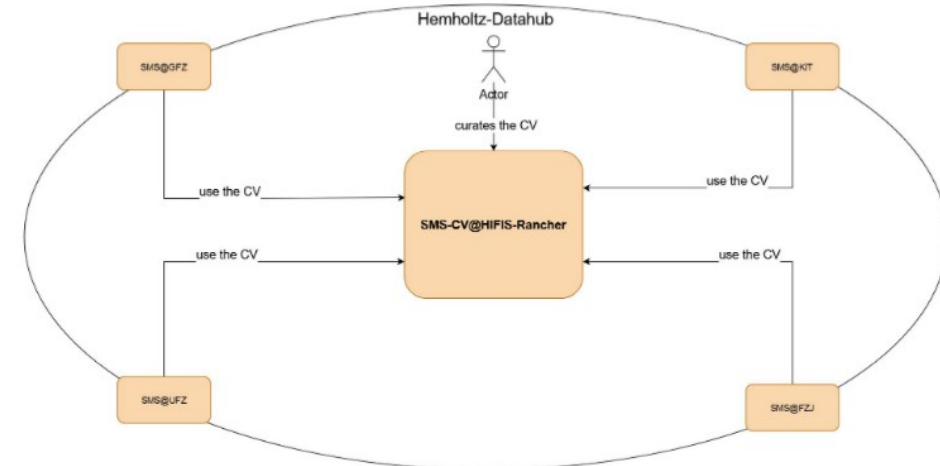 Hemholtz-Datahub
SMS@GFZ
SMS@KIT
Actor
curates the CV
use the CV
use the CV
SMS-CV@HIFIS-Rancher
use the CV
use the CV
SMS@UFZ
SMS@FZJ